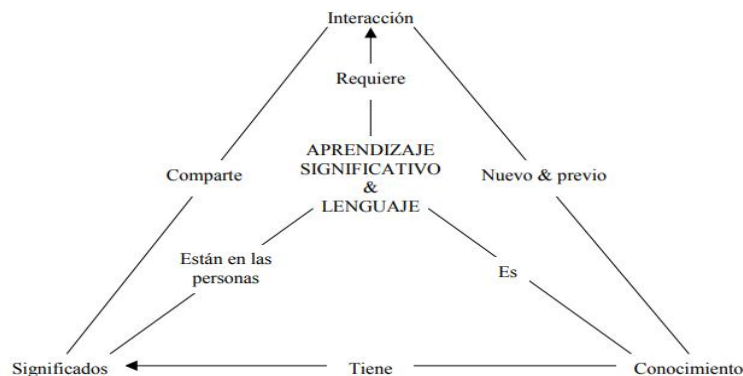 Interacción
Requiere
APRENDIZAJE
SIGNIFICATIVO
&
LENGUAJE
Comparte
Nuevo & previo
Están en las
personas
Es
Significados
Tiene
Conocimiento